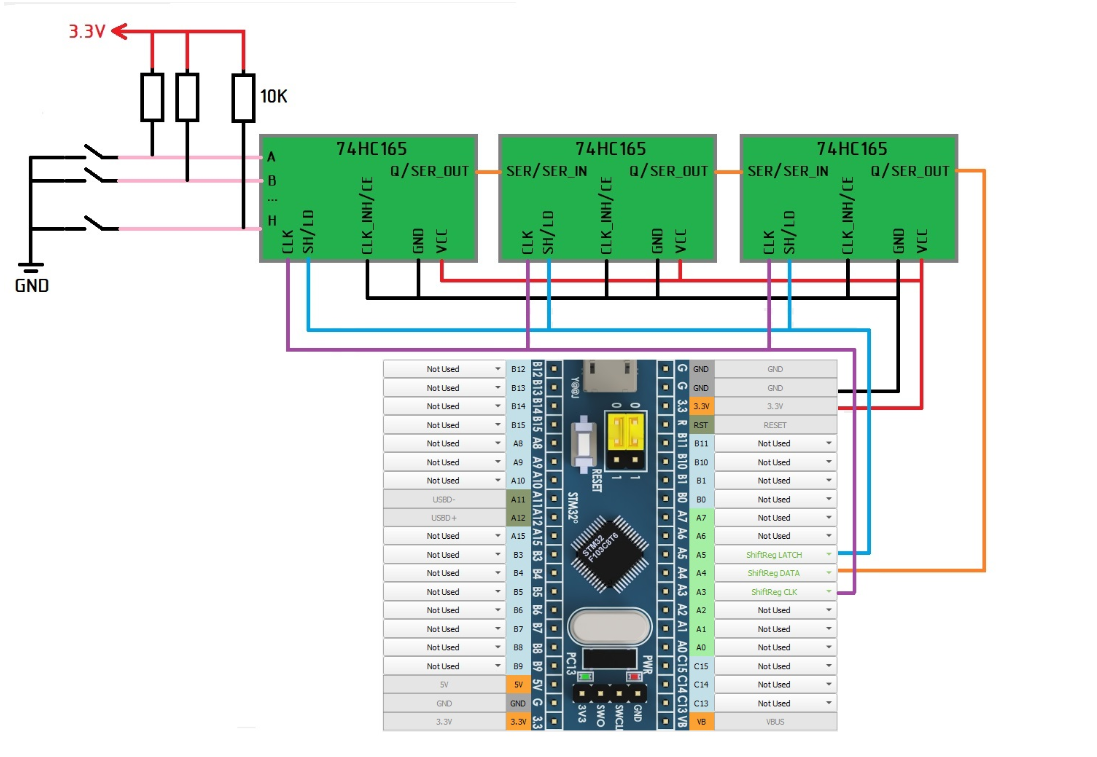 3.3V
10K
74HC165
Q/SER_OUT
A
B
...
H
CLK
SH/LD
CLK_INH/CE
GND
VCC
74HC165
SER/SER_IN
Q/SER_OUT
CLK
SH/LD
CLK_INH/CE
GND
VCC
74HC165
SER/SER_IN
Q/SER_OUT
CLK
SH/LD
CLK_INH/CE
GND
VCC
GND
Not Used B12 B12 G GND GND
Not Used B13 B13 G GND GND
Not Used B14 B14 3.3 3.3V 3.3V
Not Used B15 B15 R RST RESET
Not Used A8 A8 B11 B11 Not Used
Not Used A9 A9 B10 B10 Not Used
Not Used A10 A10 B1 B1 Not Used
USBD- A11 A11 B0 B0 Not Used
USBD+ A12 A12 A7 A7 Not Used
Not Used A15 A15 A6 A6 Not Used
Not Used B3 B3 A5 A5 ShiftReg LATCH
Not Used B4 B4 A4 A4 ShiftReg DATA
Not Used B5 B5 A3 A3 ShiftReg CLK
Not Used B6 B6 A2 A2 Not Used
Not Used B7 B7 A1 A1 Not Used
Not Used B8 B8 A0 A0 Not Used
Not Used B9 B9 C15 C15 Not Used
5V 5V 5V C14 C14 Not Used
GND GND G C13 C13 Not Used
3.3V 3.3V 3.3 VB VB VBUS
0 0
1 1
RESET
STM32
STM32
F103C8T6
PC13
PWR
3V3
SWO
SWCL
GND